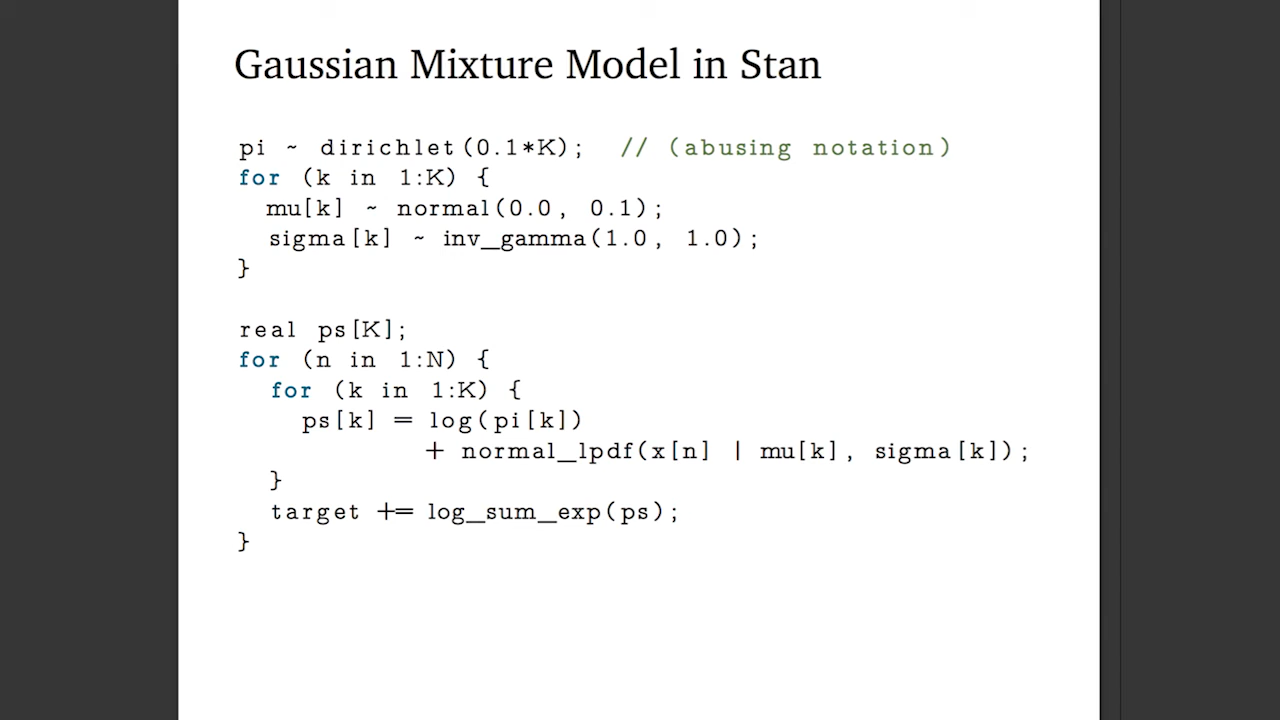 Gaussian Mixture Model in Stan
pi ~ dirichlet(0.1*K); // (abusing notation)
for (k in 1:K) {
mu[k] ~ normal(0.0, 0.1);
sigma[k] ~ inv_gamma(1.0, 1.0);
}
real ps[K];
for (n in 1:N) {
for (k in 1:K) {
ps[k] = log(pi[k])
+ normal_lpdf(x[n] | mu[k], sigma[k]);
}
target += log_sum_exp(ps);
}